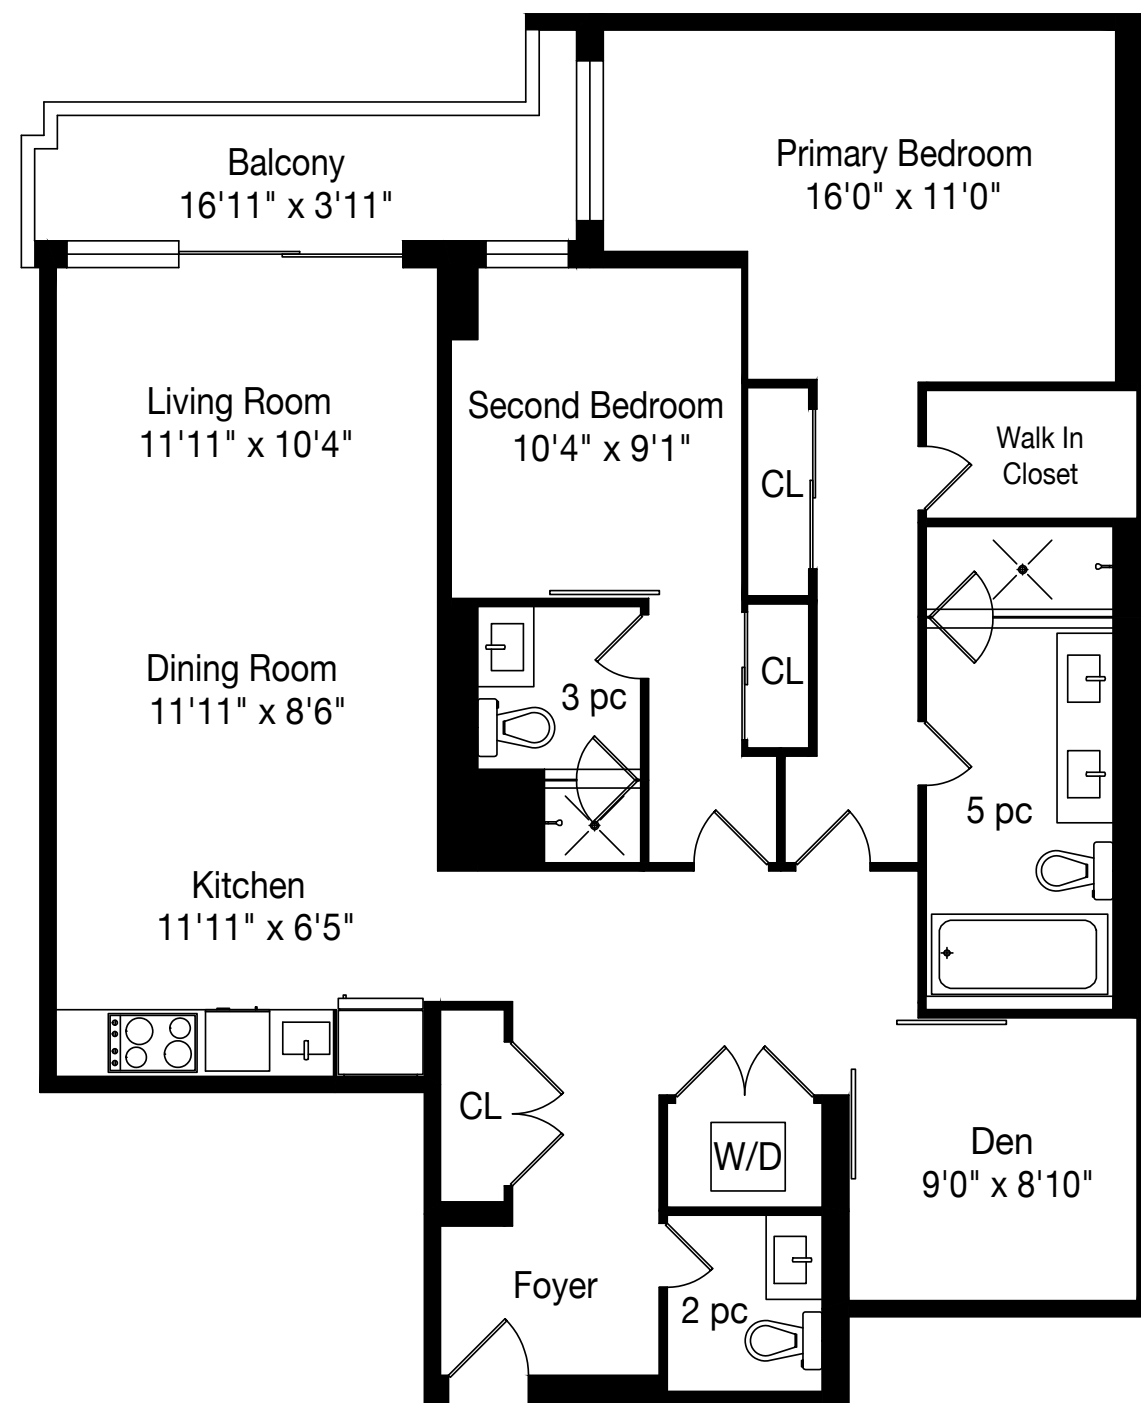 Balcony
16'11" x 3'11"
Primary Bedroom
16'0" x 11'0"
Living Room
11'11" x 10'4"
Second Bedroom
10'4" x 9'1"
CL
Walk In
Closet
Dining Room
11'11" x 8'6"
3 pc
CL
5 pc
Kitchen
11'11" x 6'5"
CL
W/D
Den
9'0" x 8'10"
Foyer
2 pc